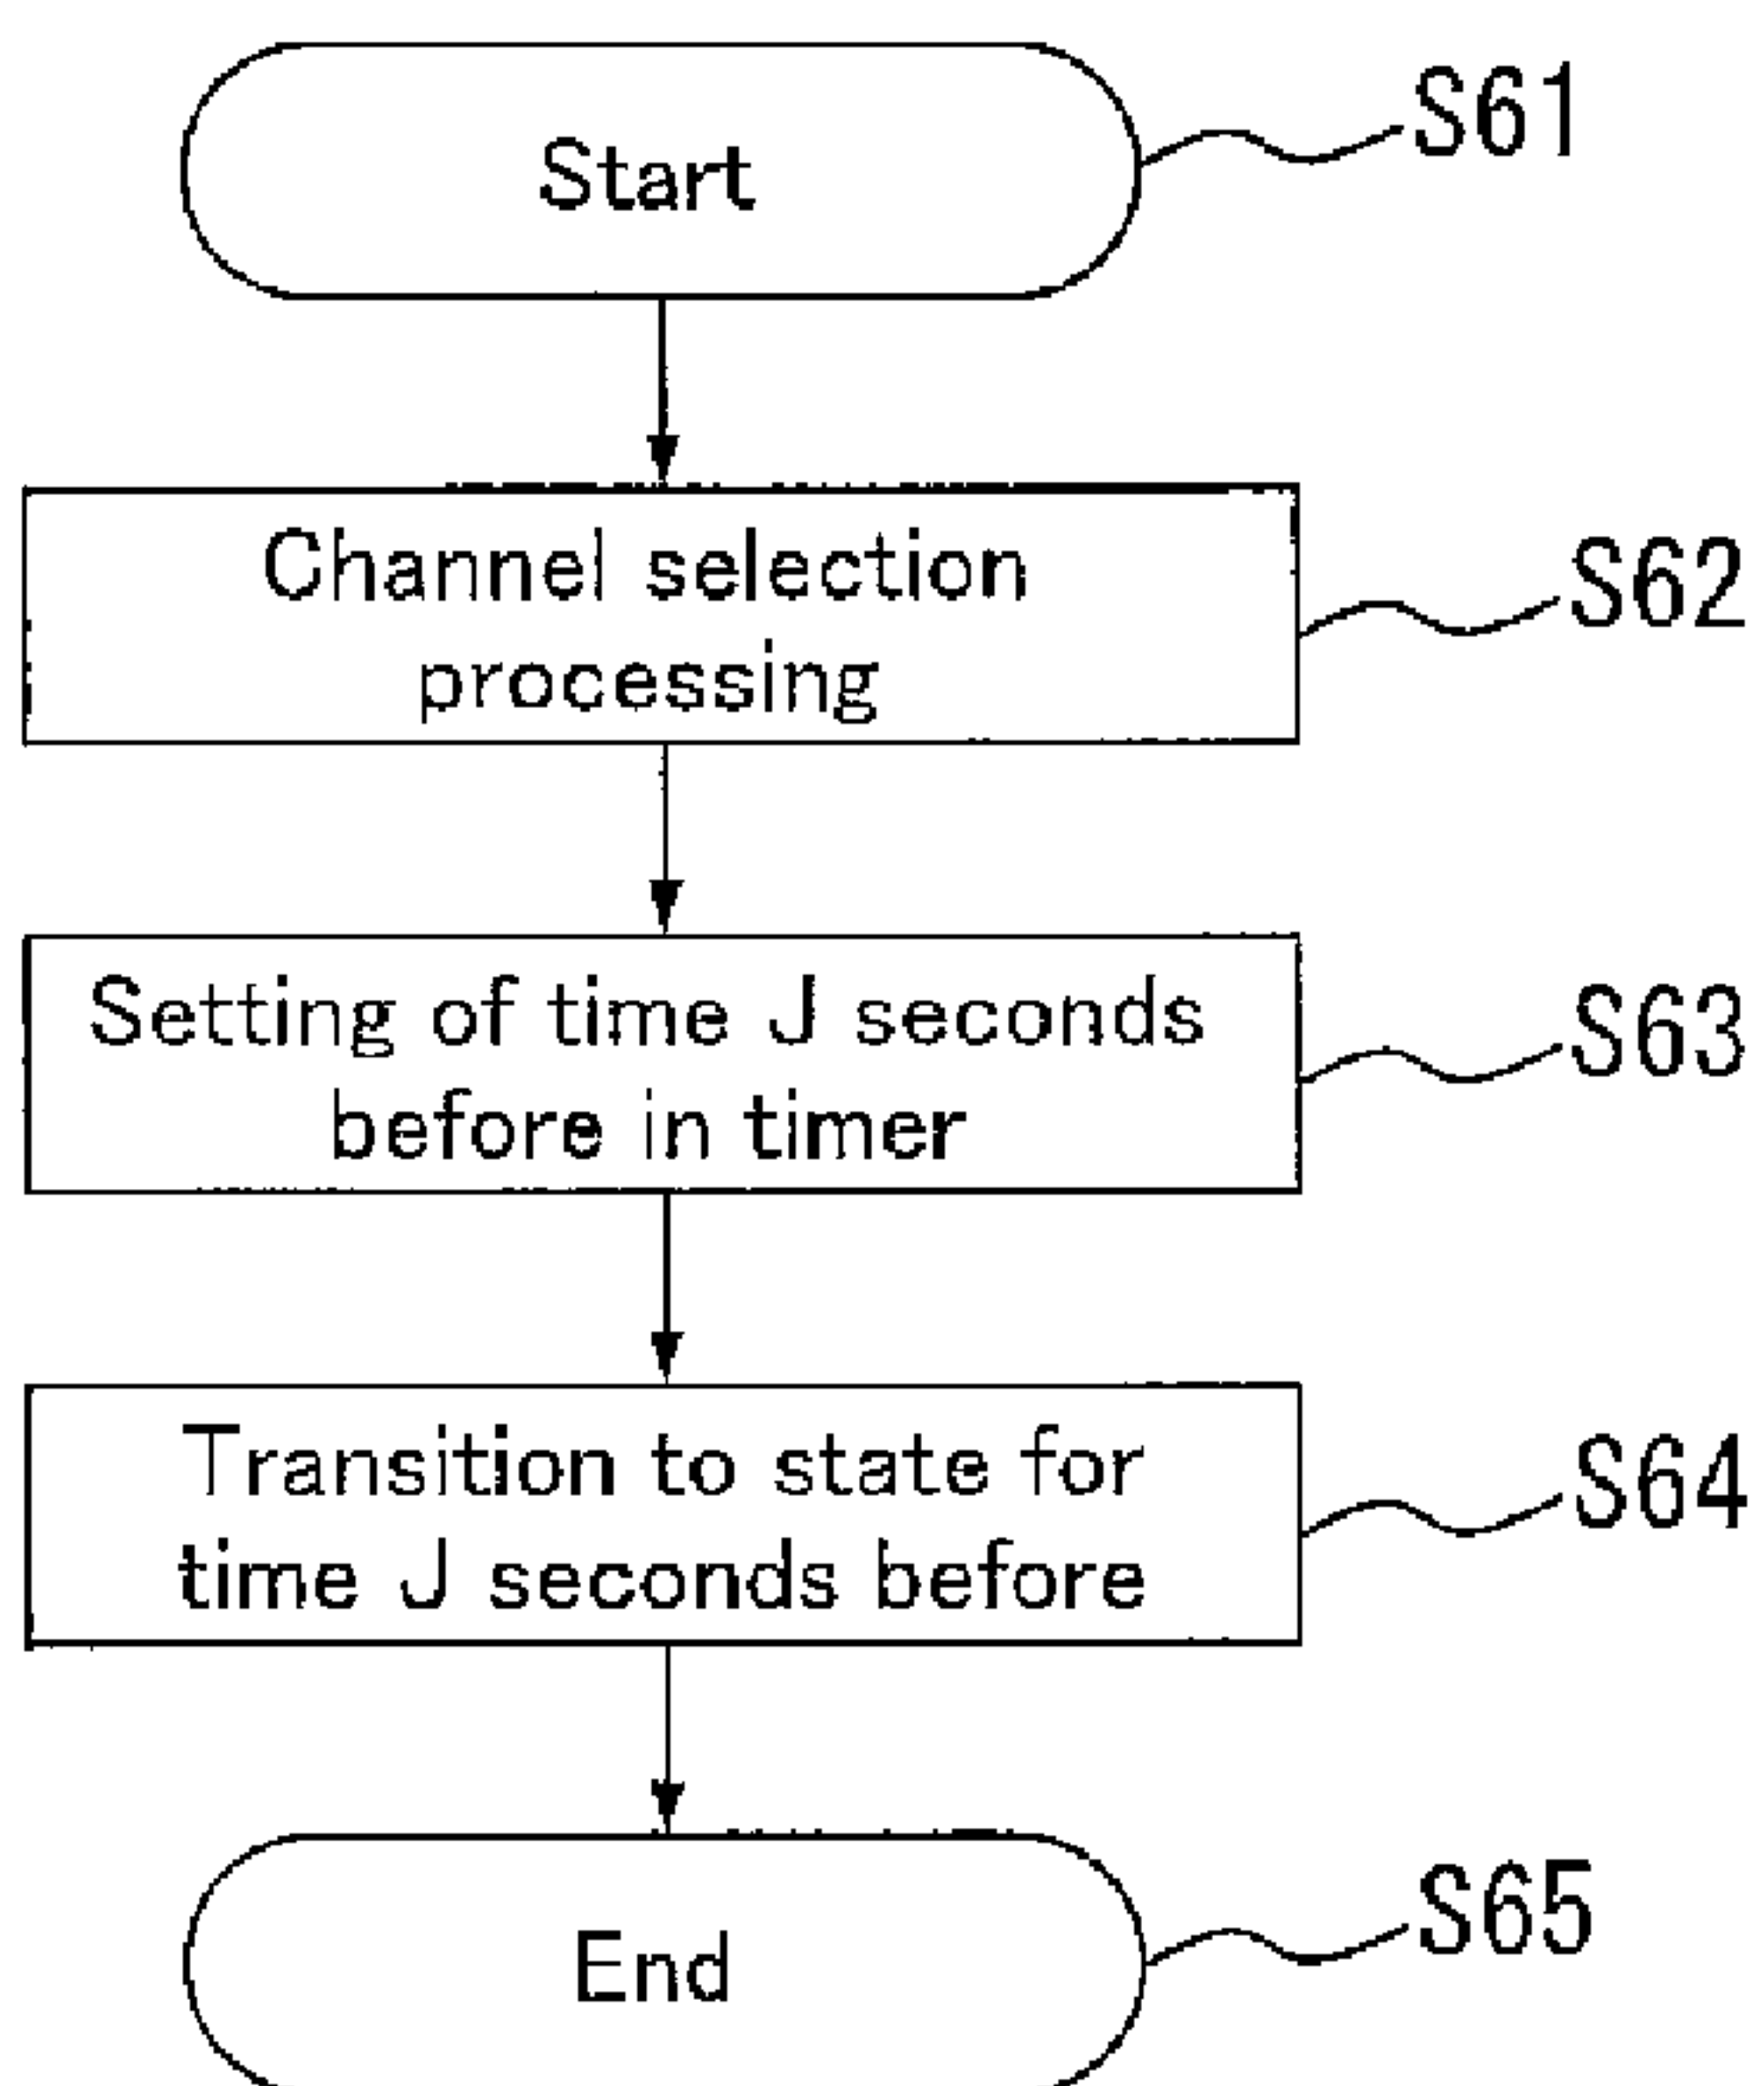 Start
S61
Channel selection
processing
S62
Setting of time J seconds
before in timer
S63
Transition to state for
time J seconds before
S64
End
S65